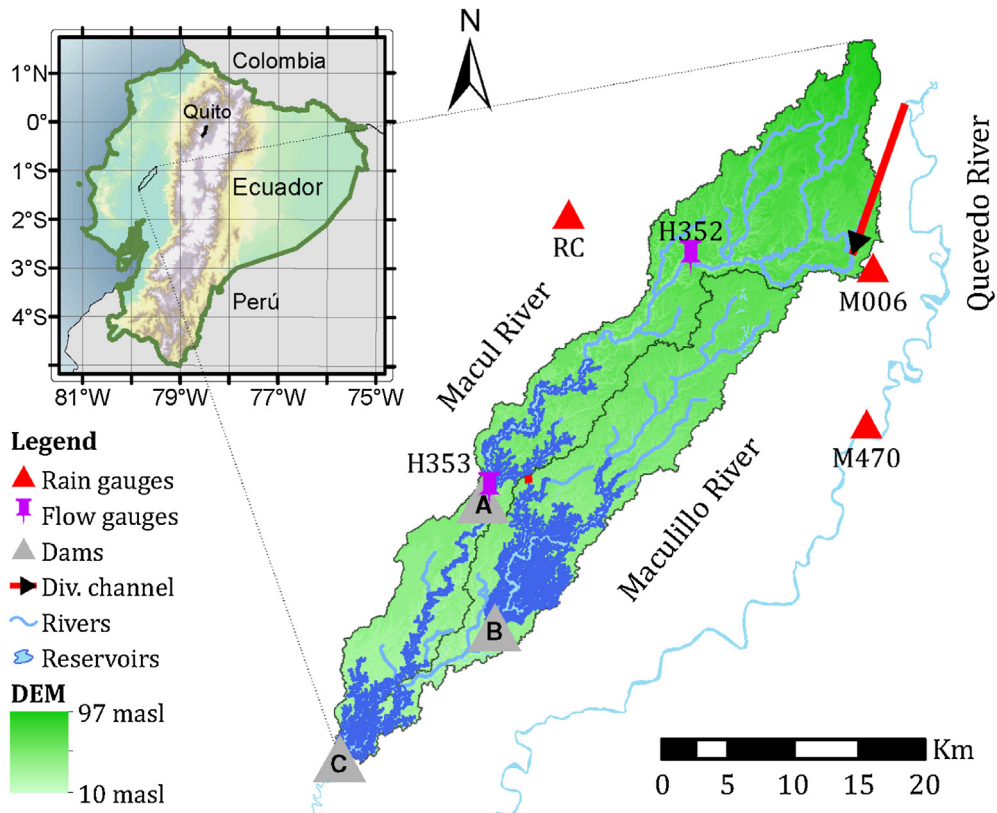 N
Colombia
1°N
Quito
0°
1°S
Ecuador
2°S
3°S
Perú
4°S
81°W
79°W
77°W
75°W
RC
H352
M006
Quevedo River
Macul River
M470
H353
A
Maculillo River
B
C
Legend
Rain gauges
Flow gauges
Dams
Div. channel
Rivers
Reservoirs
DEM
97 masl
10 masl
Km
0 5 10 15 20